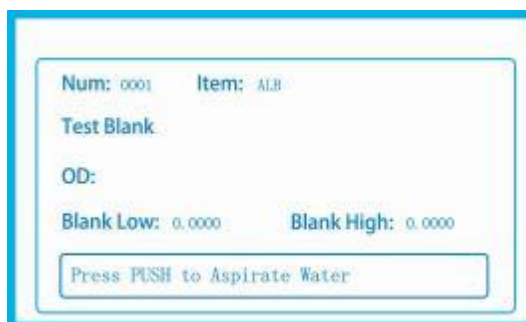 Num: 0001 Item: ALB
Test Blank
OD:
Blank Low: 0.0000 Blank High: 0.0000
Press PUSH to Aspirate Water